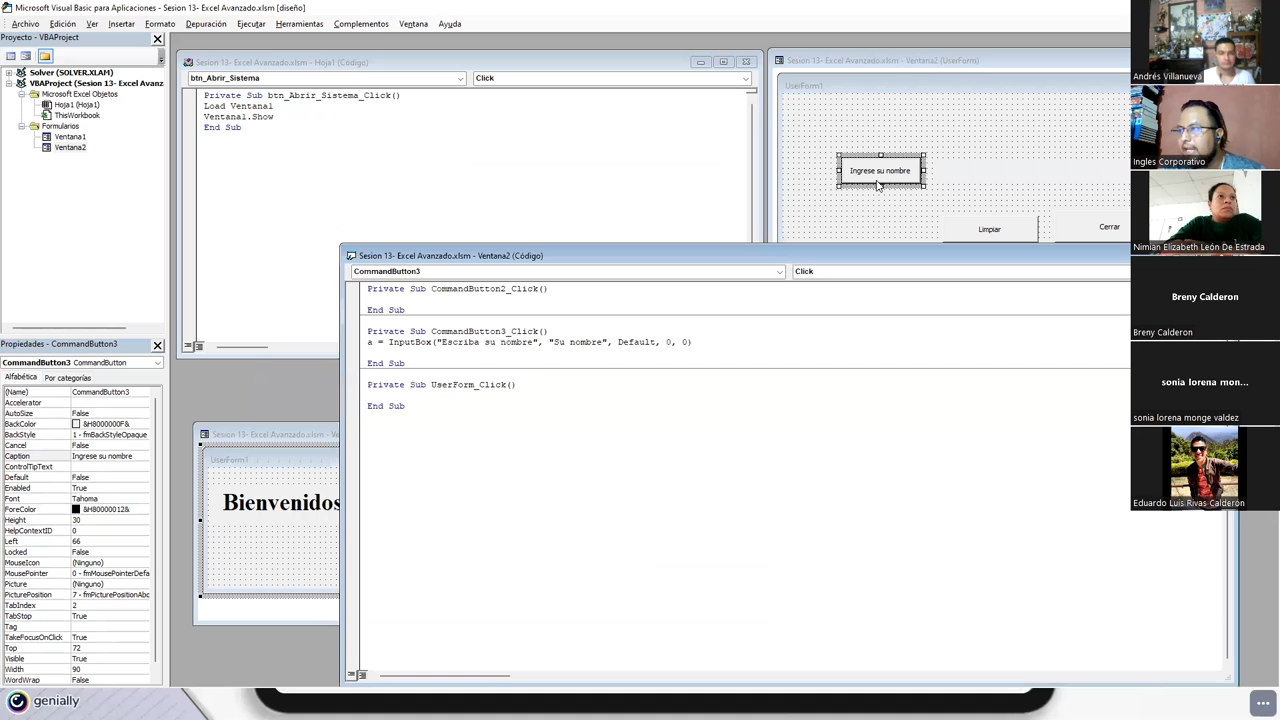 Microsoft Visual Basic para Aplicaciones - Sesion 13- Excel Avanzado.xlsm [diseño]
Archivo Edición Ver Insertar Formato Depuración Ejecutar Herramientas Complementos Ventana Ayuda
Proyecto - VBAProject
Solver (SOLVER.XLAM)
VBAProject (Sesion 13- Excel Avanz
Microsoft Excel Objetos
Hoja1 (Hoja1)
ThisWorkbook
Formularios
Ventana1
Ventana2
Sesion 13- Excel Avanzado.xlsm - Hoja1 (Código)
btn_Abrir_Sistema Click
Private Sub btn_Abrir_Sistema_Click()
Load Ventana1
Ventana1.Show
End Sub
Sesion 13- Excel Avanzado.xlsm - Ventana2 (UserForm)
UserForm1
Ingrese su nombre
Limpiar
Cerrar
Sesion 13- Excel Avanzado.xlsm - Ventana2 (Código)
CommandButton3 Click
Private Sub CommandButton2_Click()
End Sub
Private Sub CommandButton3_Click()
a = InputBox("Escriba su nombre", "Su nombre", Default, 0, 0)
End Sub
Private Sub UserForm_Click()
End Sub
Sesion 13- Excel Avanzado.xlsm - Ve
UserForm1
Bienvenidos
Propiedades - CommandButton3
CommandButton3 CommandButton
Alfabética Por categorías
(Name) CommandButton3
Accelerator
AutoSize False
BackColor &H8000000F&
BackStyle 1 - fmBackStyleOpaque
Cancel False
Caption Ingrese su nombre
ControlTipText
Default False
Enabled True
Font Tahoma
ForeColor &H80000012&
Height 30
HelpContextID 0
Left 66
Locked False
MouseIcon (Ninguno)
MousePointer 0 - fmMousePointerDefa
Picture (Ninguno)
PicturePosition 7 - fmPicturePositionAbo
TabIndex 2
TabStop True
Tag
TakeFocusOnClick True
Top 72
Visible True
Width 90
WordWrap False
Andrés Villanueva
Ingles Corporativo
Nimian Elizabeth León De Estrada
Breny Calderon
Breny Calderon
sonia lorena mon...
sonia lorena monge valdez
Eduardo Luis Rivas Calderón
genially